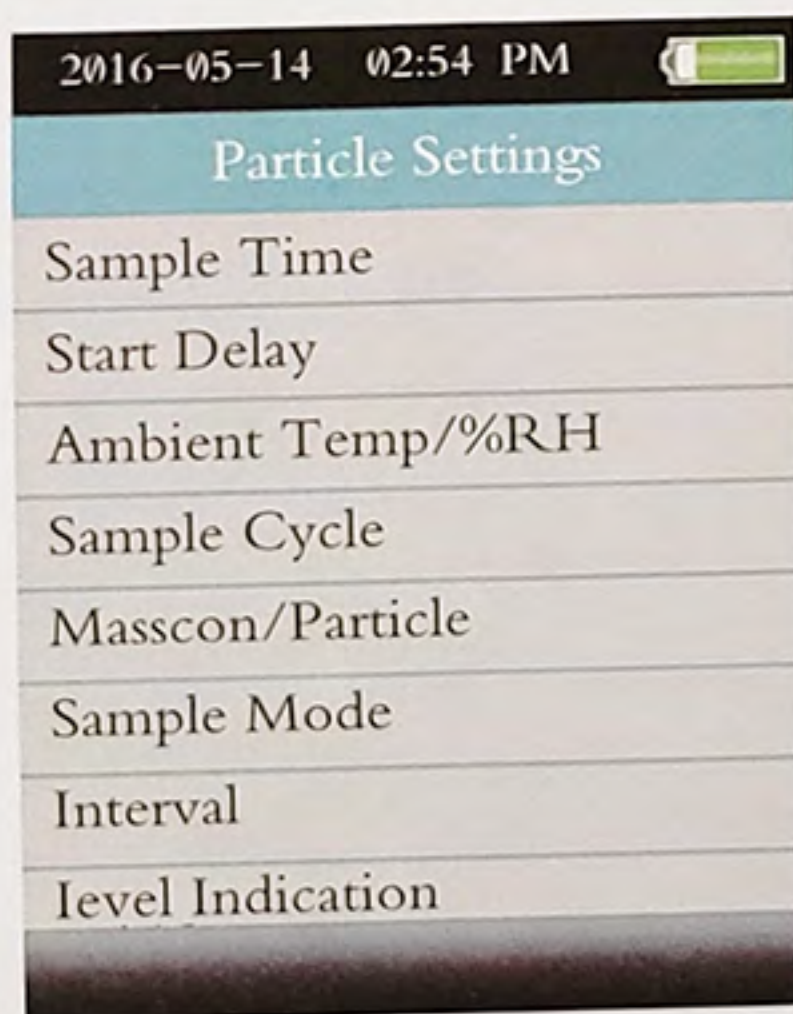 2016-05-14 02:54 PM
Particle Settings
Sample Time
Start Delay
Ambient Temp/%RH
Sample Cycle
Masscon/Particle
Sample Mode
Interval
Ievel Indication